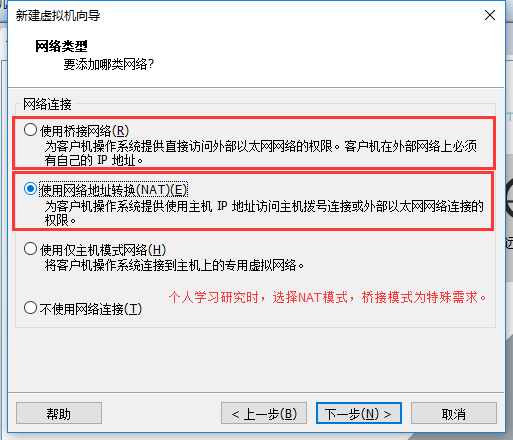 新建虚拟机向导
网络类型
要添加哪类网络?
网络连接
使用桥接网络(R)
为客户机操作系统提供直接访问外部以太网网络的权限。客户机在外部网络上必须
有自己的 IP 地址。
使用网络地址转换(NAT)(E)
为客户机操作系统提供使用主机 IP 地址访问主机拨号连接或外部以太网网络连接的
权限。
使用仅主机模式网络(H)
将客户机操作系统连接到主机上的专用虚拟网络。
个人学习研究时，选择NAT模式，桥接模式为特殊需求。
不使用网络连接(T)
帮助
< 上一步(B)
下一步(N) >
取消